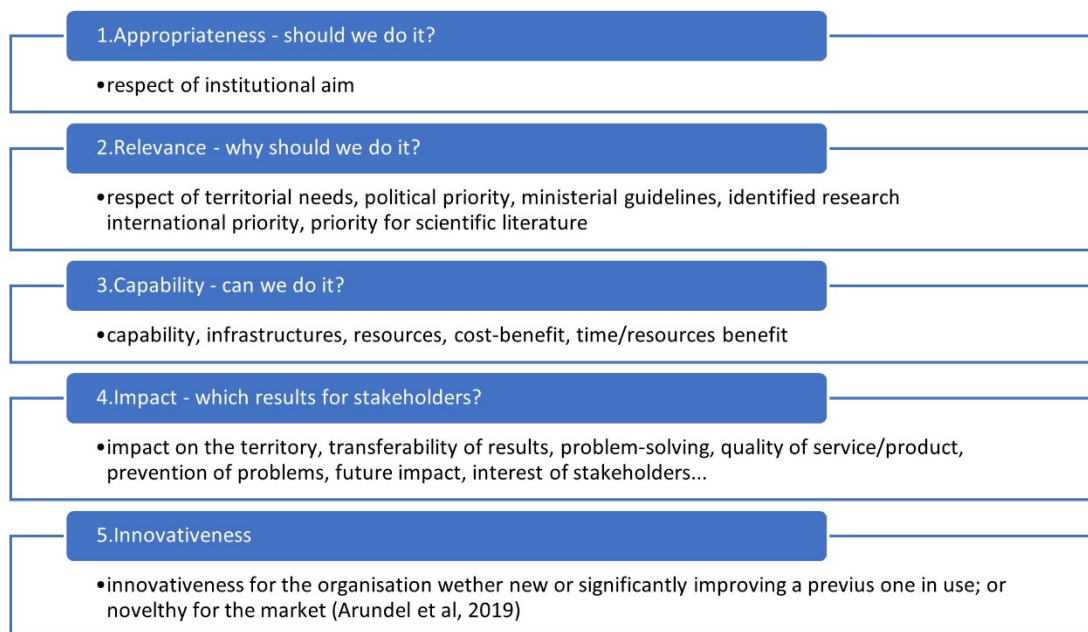 1.Appropriateness - should we do it?
•respect of institutional aim
2.Relevance - why should we do it?
•respect of territorial needs, political priority, ministerial guidelines, identified research
international priority, priority for scientific literature
3.Capability - can we do it?
•capability, infrastructures, resources, cost-benefit, time/resources benefit
4.Impact - which results for stakeholders?
•impact on the territory, transferability of results, problem-solving, quality of service/product,
prevention of problems, future impact, interest of stakeholders...
5.Innovativeness
•innovativeness for the organisation wether new or significantly improving a previus one in use; or
novelthy for the market (Arundel et al, 2019)